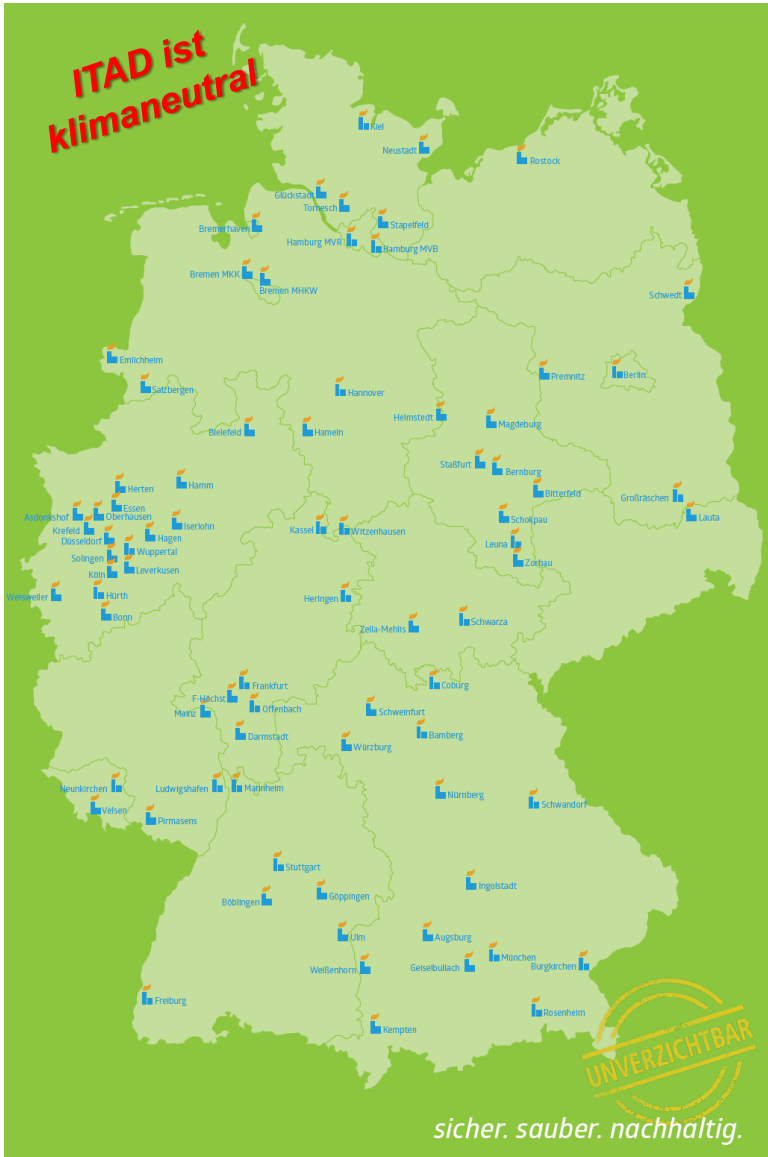 ITAD ist
klimaneutral
Kiel
Neustadt
Rostock
Glückstadt
Tornesch
Stapelfeld
Bremerhaven
Hamburg MVR
Hamburg MVB
Bremen MKK
Bremen MHKW
Schwedt
Emlichheim
Salzbergen
Hannover
Premnitz
Berlin
Helmstedt
Magdeburg
Bielefeld
Hameln
Staßfurt
Bernburg
Hamm
Herten
Bitterfeld
Großräschen
Essen
Asdonkshof
Oberhausen
Iserlohn
Schokpau
Lauta
Krefeld
Kassel
Witzenhausen
Düsseldorf
Hagen
Leuna
Wuppertal
Solingen
Zorbau
Köln
Leverkusen
Weisweiler
Hürth
Heringen
Bonn
Schwarza
Zella-Mehlis
Frankfurt
Coburg
F-Höchst
Offenbach
Mainz
Schweinfurt
Darmstadt
Bamberg
Würzburg
Neunkirchen
Ludwigshafen
Mannheim
Nürnberg
Velsen
Schwandorf
Pirmasens
Stuttgart
Ingolstadt
Göppingen
Böblingen
Ulm
Augsburg
München
Weißenhorn
Geiselbullach
Burgkirchen
Freiburg
Rosenheim
Kempten
UNVERZICHTBAR
sicher. sauber. nachhaltig.